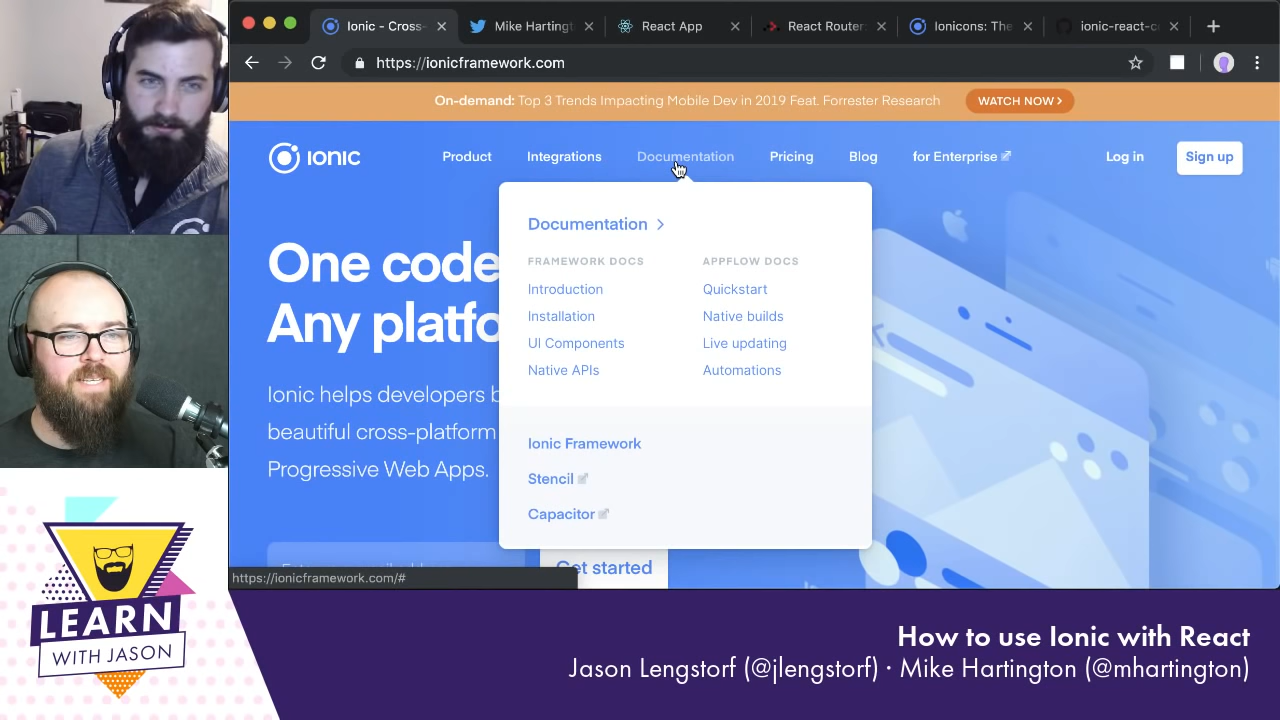 Ionic - Cross-
Mike Harting
React App
React Router
Ionicons: The
ionic-react-c
https://ionicframework.com
On-demand: Top 3 Trends Impacting Mobile Dev in 2019 Feat. Forrester Research
WATCH NOW
IONIC
Product
Integrations
Documentation
Pricing
Blog
for Enterprise
Log in
Sign up
One code
Any platfo
Ionic helps developers b
beautiful cross-platform
Progressive Web Apps.
Documentation
FRAMEWORK DOCS
Introduction
Installation
UI Components
Native APIs
APPFLOW DOCS
Quickstart
Native builds
Live updating
Automations
Ionic Framework
Stencil
Capacitor
Get started
https://ionicframework.com/#
LEARN
WITH JASON
How to use Ionic with React
Jason Lengstorf (@jlengstorf) · Mike Hartington (@mhartington)